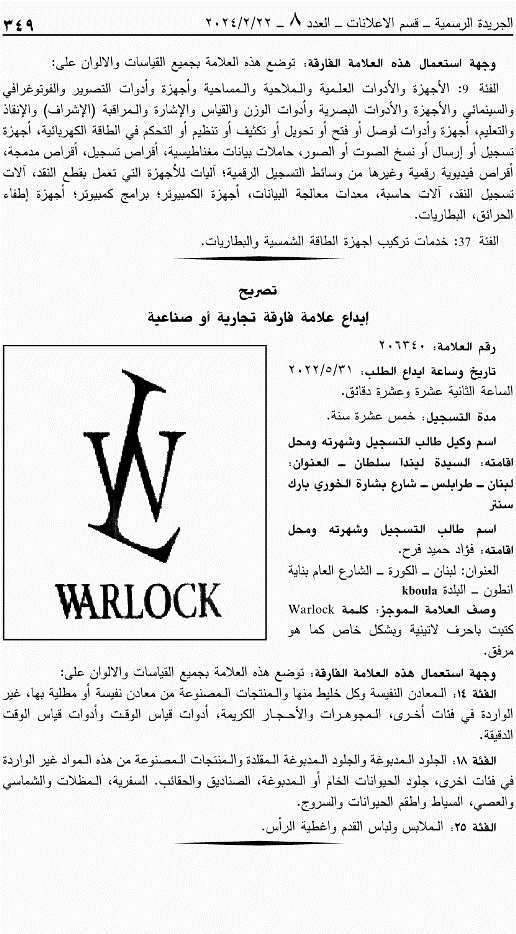 الجريدة الرسمية ــ قسم الاعلانات ــ العدد ٨ ــ ٢٠٢٤/٢/٢٢
٣٤٩
وجهة استعمال هذه العلامة الفارقة: توضع هذه العلامة بجميع القياسات والالوان على:
الفئة 9: الأجهزة والأدوات العلمية والملاحية والمساحية وأجهزة وأدوات التصوير والفوتوغرافي
والسينمائي والأجهزة والأدوات البصرية وأدوات الوزن والقياس والإشارة والمراقبة (الإشراف) والإنقاذ
والتعليم، أجهزة وأدوات لوصل أو فتح أو تحويل أو تكثيف أو تنظيم أو التحكم في الطاقة الكهربائية، أجهزة
تسجيل أو إرسال أو نسخ الصوت أو الصور، حاملات بيانات مغناطيسية، أقراص تسجيل، أقراص مدمجة،
أقراص فيديوية رقمية وغيرها من وسائط التسجيل الرقمية؛ آليات للأجهزة التي تعمل بقطع النقد، آلات
تسجيل النقد، آلات حاسبة، معدات معالجة البيانات، أجهزة الكمبيوتر؛ برامج كمبيوتر؛ أجهزة إطفاء
الحرائق، البطاريات.
الفئة 37: خدمات تركيب اجهزة الطاقة الشمسية والبطاريات.
تصريح
إيداع علامة فارقة تجارية أو صناعية
رقم العلامة: ٢٠٦٣٤٠
تاريخ وساعة ايداع الطلب: ٢٠٢٢/٥/٣١
الساعة الثانية عشرة وعشرة دقائق.
مدة التسجيل: خمس عشرة سنة.
اسم وكيل طالب التسجيل وشهرته ومحل
اقامته: السيدة ليندا سلطان ــ العنوان:
لبنان ــ طرابلس ــ شارع بشارة الخوري بارك
سنتر
اسم طالب التسجيل وشهرته ومحل
اقامته: فؤاد حميد فرح.
العنوان: لبنان ــ الكورة ــ الشارع العام بناية
انطون ــ البلدة kboula
وصف العلامة الموجز: كلمة Warlock
كتبت باحرف لاتينية وبشكل خاص كما هو
مرفق.
WL
WARLOCK
وجهة استعمال هذه العلامة الفارقة: توضع هذه العلامة بجميع القياسات والالوان على:
الفئة ١٤: المعادن النفيسة وكل خليط منها والمنتجات المصنوعة من معادن نفيسة أو مطلية بها، غير
الواردة في فئات أخرى، المجوهرات والأحجار الكريمة، أدوات قياس الوقت وأدوات قياس الوقت
الدقيقة.
الفئة ١٨: الجلود المدبوغة والجلود المدبوغة المقلدة والمنتجات المصنوعة من هذه المواد غير الواردة
في فئات اخرى، جلود الحيوانات الخام أو المدبوغة، الصناديق والحقائب. السفرية، المظلات والشماسي
والعصي، السياط واطقم الحيوانات والسروج.
الفئة ٢٥: الملابس ولباس القدم واغطية الرأس.